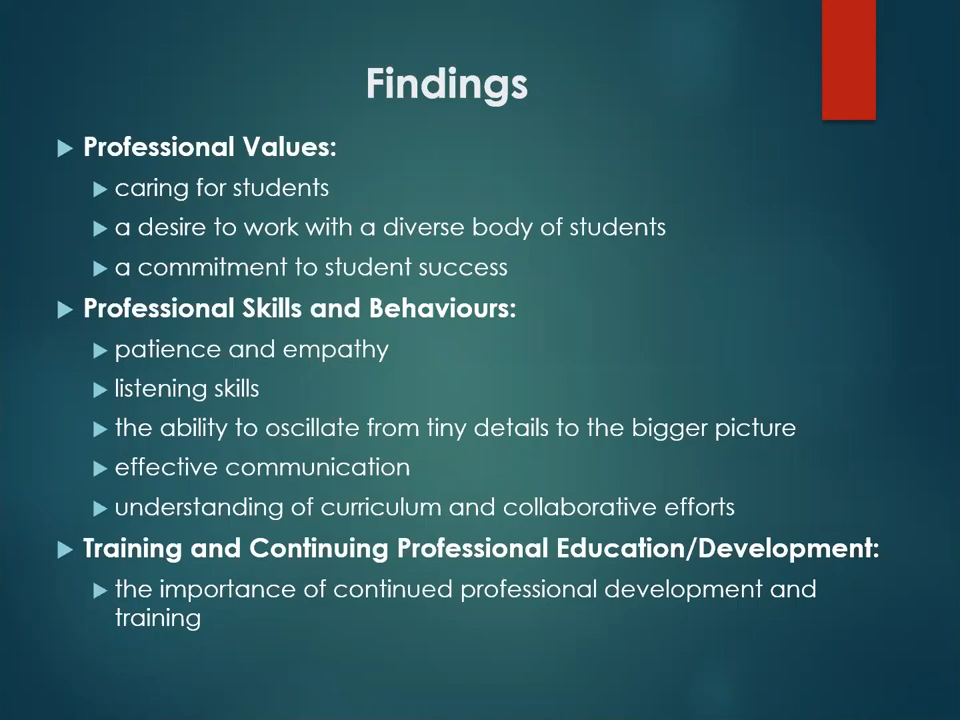 Findings
Professional Values:
caring for students
a desire to work with a diverse body of students
a commitment to student success
Professional Skills and Behaviours:
patience and empathy
listening skills
the ability to oscillate from tiny details to the bigger picture
effective communication
understanding of curriculum and collaborative efforts
Training and Continuing Professional Education/Development:
the importance of continued professional development and
training